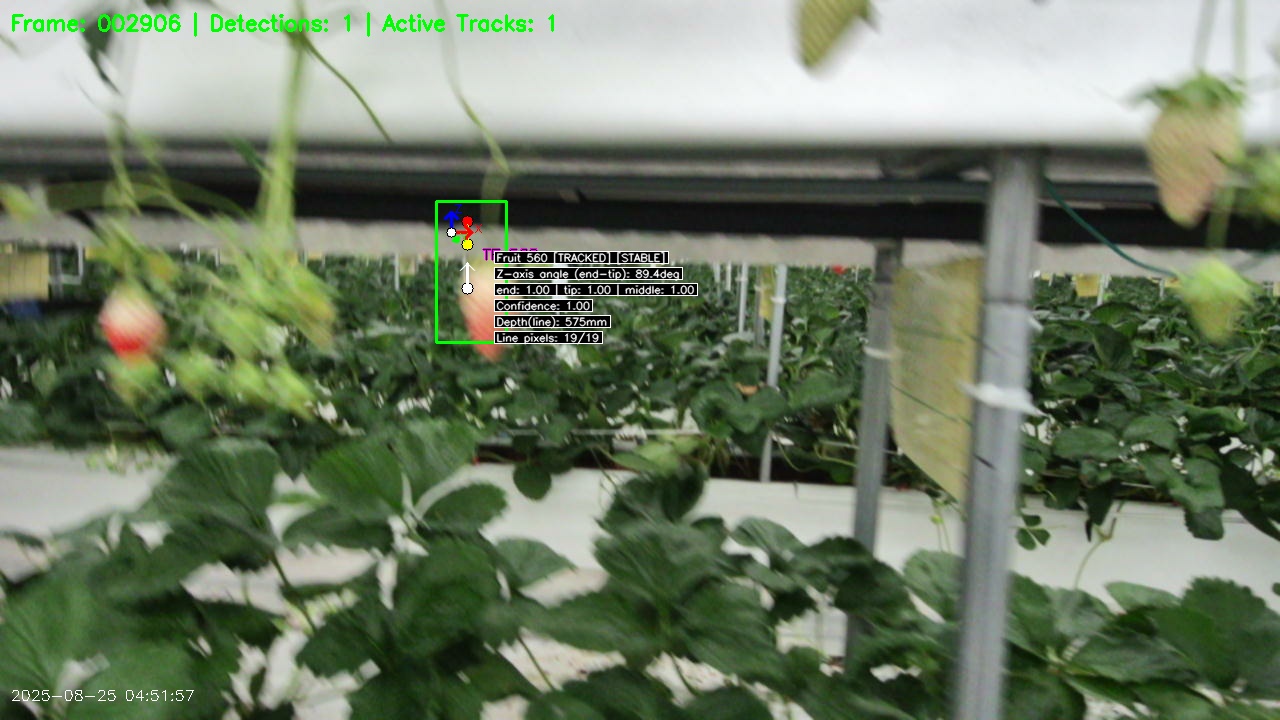 Frame: 002906 | Detections: 1 | Active Tracks: 1
Fruit 560 [TRACKED] [STABLE]
Z-axis angle (end-tip): 89.4deg
end: 1.00 | tip: 1.00 | middle: 1.00
Confidence: 1.00
Depth(line): 575mm
Line pixels: 19/19
2025-08-25 04:51:57